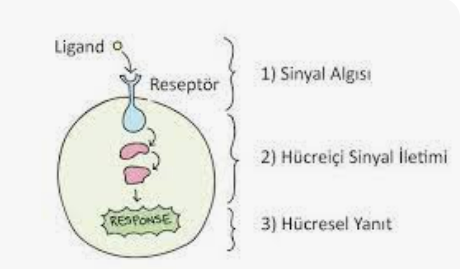 Ligand
Reseptör
1) Sinyal Algısı
2) Hücreiçi Sinyal İletimi
RESPONSE
3) Hücresel Yanıt